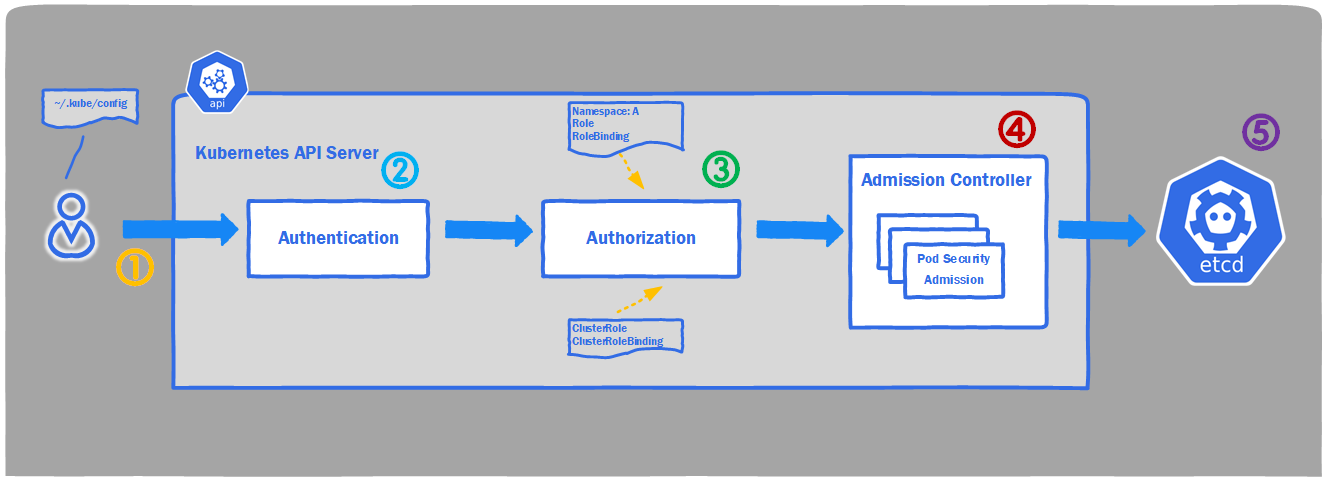 api
~/.kube/config
Namespace: A
Role
RoleBinding
④
⑤
Kubernetes API Server
②
③
Admission Controller
①
Authentication
Authorization
Pod Security
Admission
etcd
ClusterRole
ClusterRoleBinding